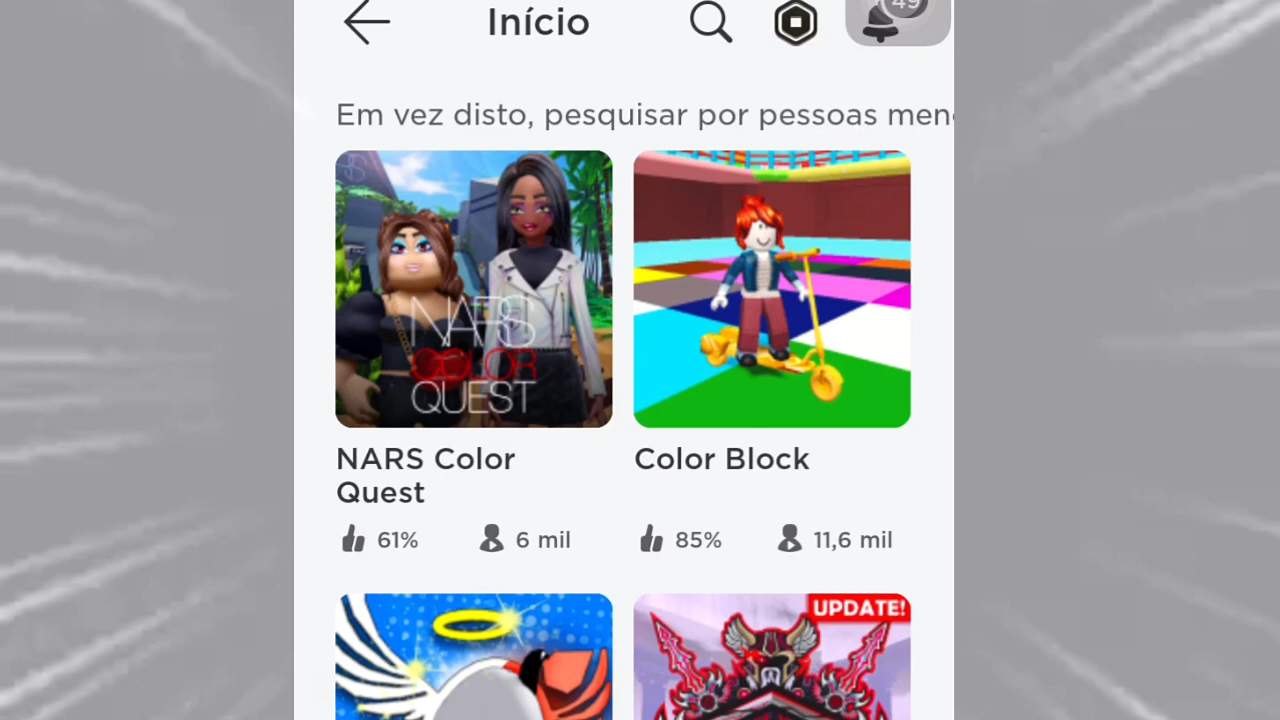 Início
49
Em vez disto, pesquisar por pessoas men
NARS
COLOR
QUEST
NARS Color
Quest
Color Block
61%
6 mil
85%
11,6 mil
UPDATE!